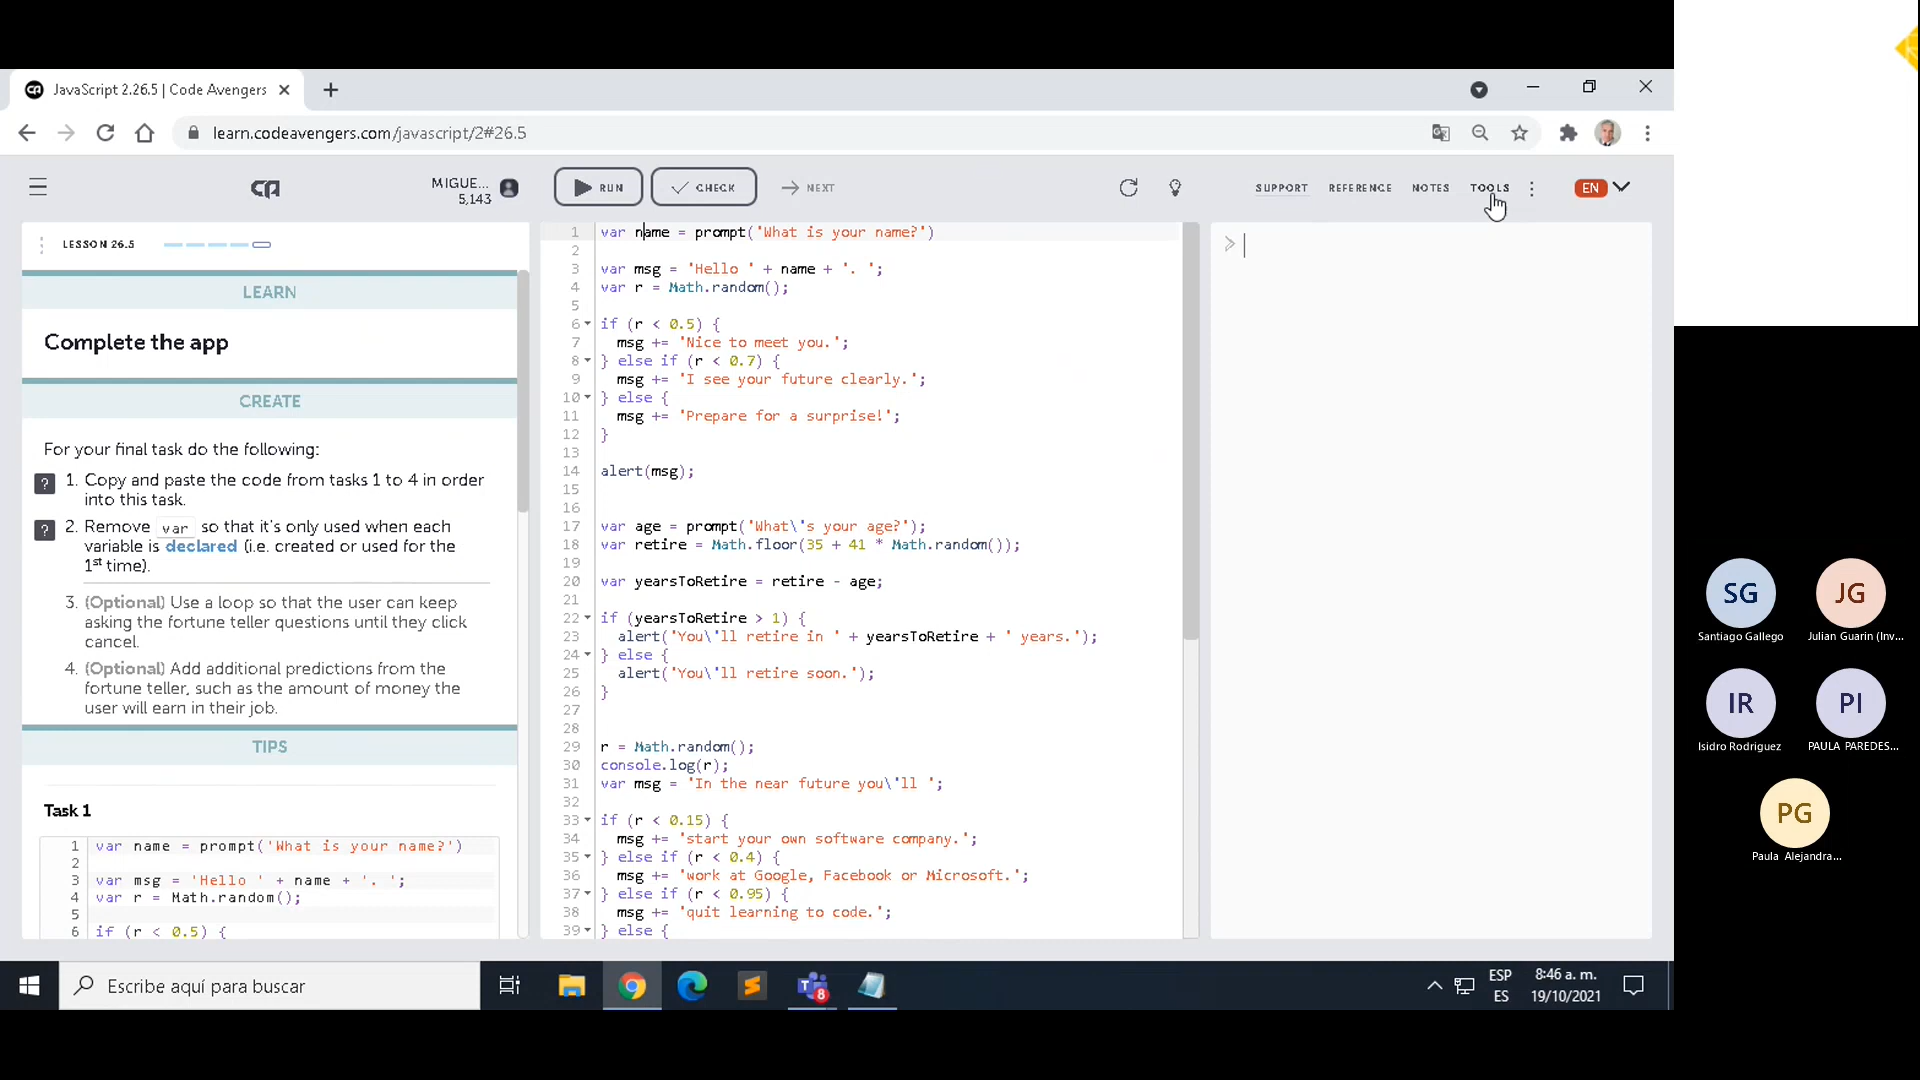 JavaScript 2.26.5 | Code Avengers
learn.codeavengers.com/javascript/2#26.5
MIGUE...
5,143
RUN
CHECK
NEXT
SUPPORT
REFERENCE
NOTES
TOOLS
EN
LESSON 26.5
LEARN
Complete the app
CREATE
For your final task do the following:
? 1. Copy and paste the code from tasks 1 to 4 in order
into this task.
? 2. Remove var so that it's only used when each
variable is declared (i.e. created or used for the
1st time).
3. (Optional) Use a loop so that the user can keep
asking the fortune teller questions until they click
cancel.
4. (Optional) Add additional predictions from the
fortune teller, such as the amount of money the
user will earn in their job.
TIPS
Task 1
1 var name = prompt('What is your name?')
2
3 var msg = 'Hello ' + name + '. ';
4 var r = Math.random();
5
6 if (r < 0.5) {
1 var name = prompt('What is your name?')
2
3 var msg = 'Hello ' + name + '. ';
4 var r = Math.random();
5
6 if (r < 0.5) {
7 msg += 'Nice to meet you.';
8 } else if (r < 0.7) {
9 msg += 'I see your future clearly.';
10 } else {
11 msg += 'Prepare for a surprise!';
12 }
13
14 alert(msg);
15
16
17 var age = prompt('What\'s your age?');
18 var retire = Math.floor(35 + 41 * Math.random());
19
20 var yearsToRetire = retire - age;
21
22 if (yearsToRetire > 1) {
23 alert('You\'ll retire in ' + yearsToRetire + ' years.');
24 } else {
25 alert('You\'ll retire soon.');
26 }
27
28
29 r = Math.random();
30 console.log(r);
31 var msg = 'In the near future you\'ll ';
32
33 if (r < 0.15) {
34 msg += 'start your own software company.';
35 } else if (r < 0.4) {
36 msg += 'work at Google, Facebook or Microsoft.';
37 } else if (r < 0.95) {
38 msg += 'quit learning to code.';
39 } else {
>
SG
Santiago Gallego
JG
Julian Guarin (Inv...
IR
Isidro Rodriguez
PI
PAULA PAREDES...
PG
Paula Alejandra...
Escribe aquí para buscar
8
ESP
ES
8:46 a. m.
19/10/2021